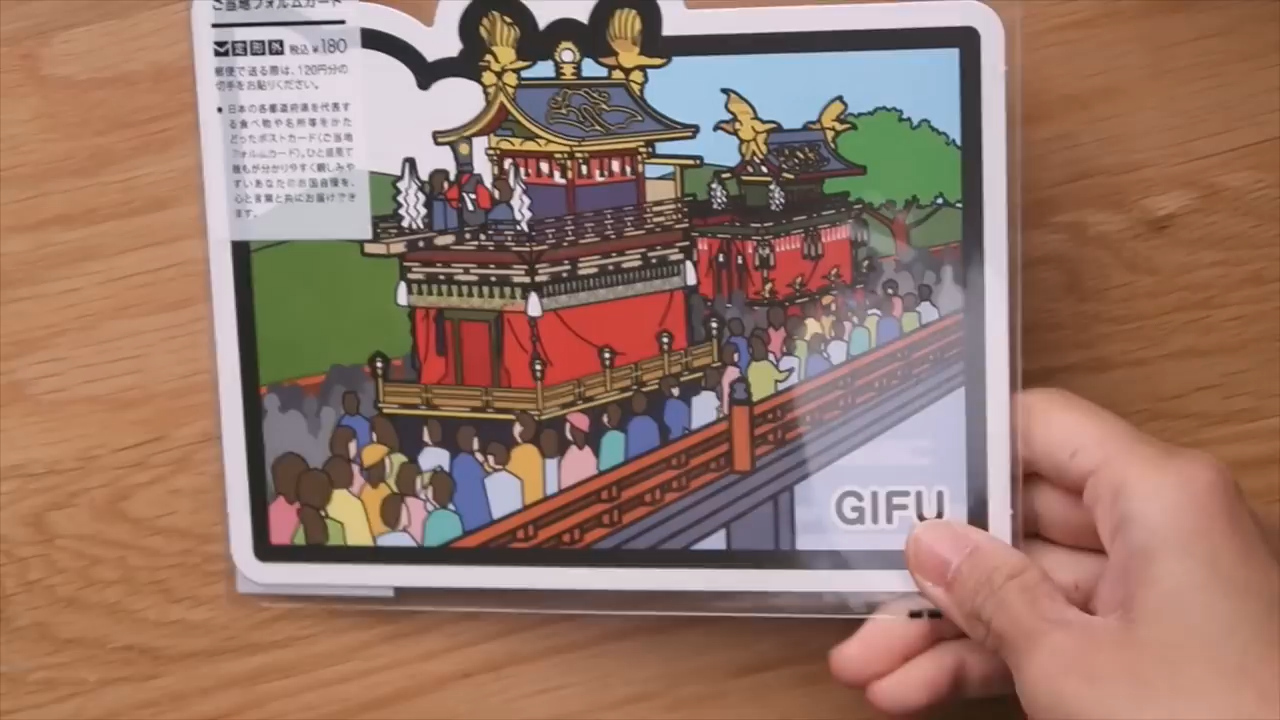 ご当地フォルムカード
定形外 税込¥180
郵便で送る際は、120円分の
切手をお貼りください。
● 日本の各都道府県を代表す
る食べ物や名所等をかた
どったポストカード《ご当地
フォルムカード》。ひと目見て
誰もが分かりやすく親しみや
すいあなたのお国自慢を、
心と言葉と共にお届けでき
ます。
GIFU